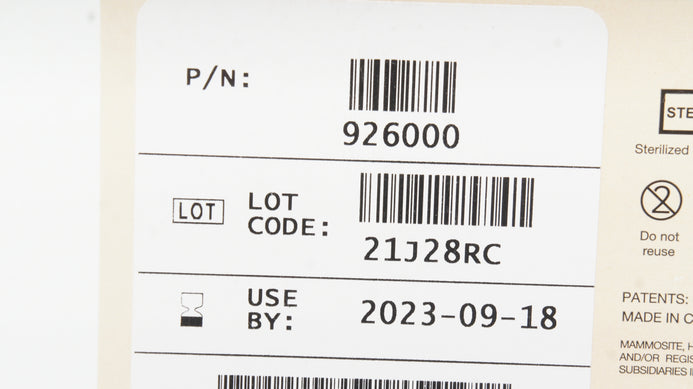 P/N:
926000
LOT
LOT
CODE:
21J28RC
USE
BY:
2023-09-18
STE
Sterilized
2
Do not
reuse
PATENTS:
MADE IN C
MAMMOSITE, H
AND/OR REGIS
SUBSIDIARIES I